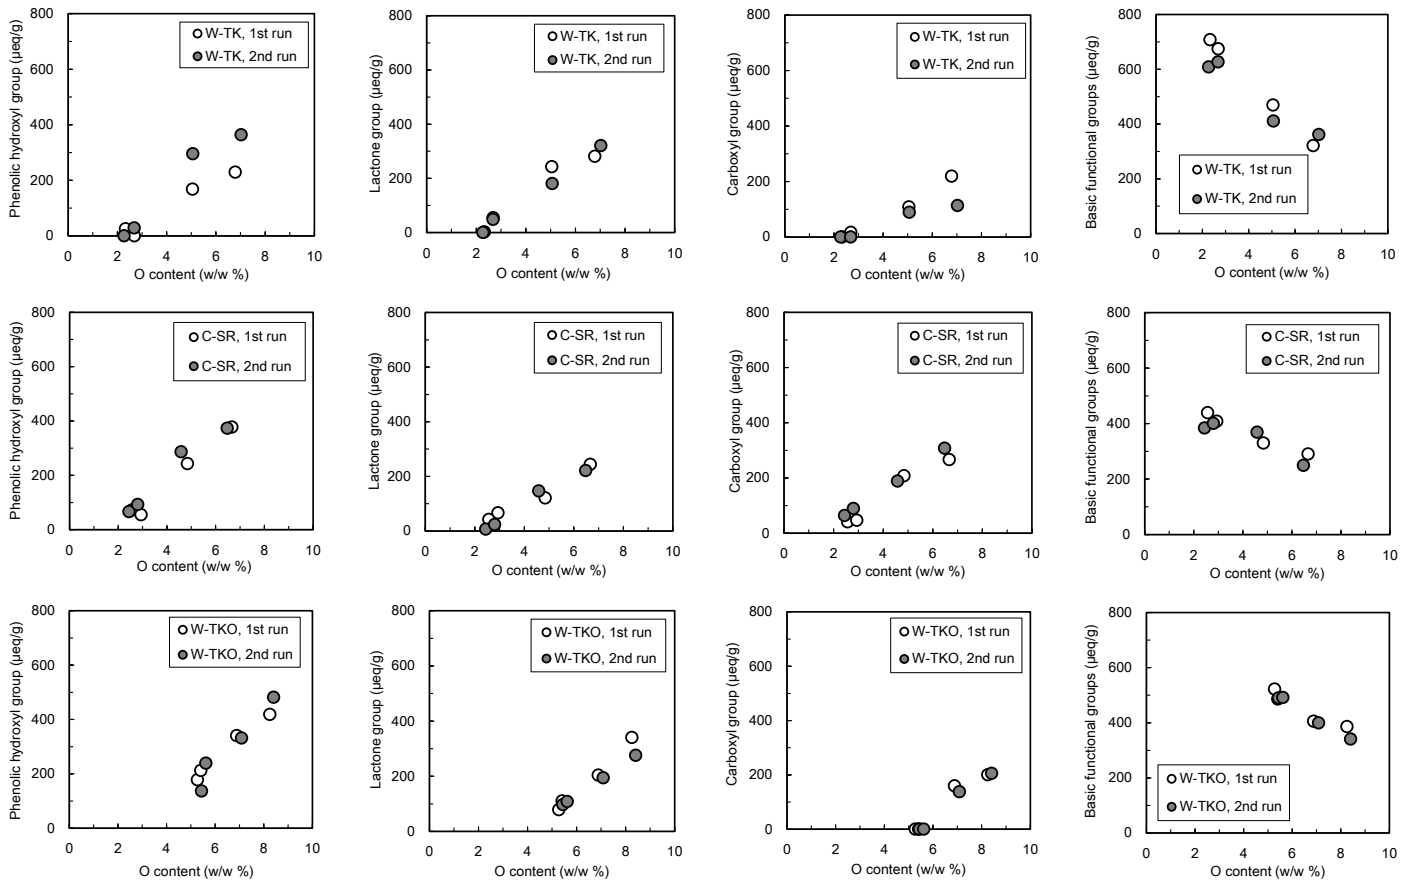 Phenolic hydroxyl group (µeq/g)
800
600
400
200
0
0 2 4 6 8 10
O content (w/w %)
W-TK, 1st run
W-TK, 2nd run
Lactone group (µeq/g)
800
600
400
200
0
0 2 4 6 8 10
O content (w/w %)
W-TK, 1st run
W-TK, 2nd run
Carboxyl group (µeq/g)
800
600
400
200
0
0 2 4 6 8 10
O content (w/w %)
W-TK, 1st run
W-TK, 2nd run
Basic functional groups (µeq/g)
800
600
400
200
0
0 2 4 6 8 10
O content (w/w %)
W-TK, 1st run
W-TK, 2nd run
Phenolic hydroxyl group (µeq/g)
800
600
400
200
0
0 2 4 6 8 10
O content (w/w %)
C-SR, 1st run
C-SR, 2nd run
Lactone group (µeq/g)
800
600
400
200
0
0 2 4 6 8 10
O content (w/w %)
C-SR, 1st run
C-SR, 2nd run
Carboxyl group (µeq/g)
800
600
400
200
0
0 2 4 6 8 10
O content (w/w %)
C-SR, 1st run
C-SR, 2nd run
Basic functional groups (µeq/g)
800
600
400
200
0
0 2 4 6 8 10
O content (w/w %)
C-SR, 1st run
C-SR, 2nd run
Phenolic hydroxyl group (µeq/g)
800
600
400
200
0
0 2 4 6 8 10
O content (w/w %)
W-TKO, 1st run
W-TKO, 2nd run
Lactone group (µeq/g)
800
600
400
200
0
0 2 4 6 8 10
O content (w/w %)
W-TKO, 1st run
W-TKO, 2nd run
Carboxyl group (µeq/g)
800
600
400
200
0
0 2 4 6 8 10
O content (w/w %)
W-TKO, 1st run
W-TKO, 2nd run
Basic functional groups (µeq/g)
800
600
400
200
0
0 2 4 6 8 10
O content (w/w %)
W-TKO, 1st run
W-TKO, 2nd run